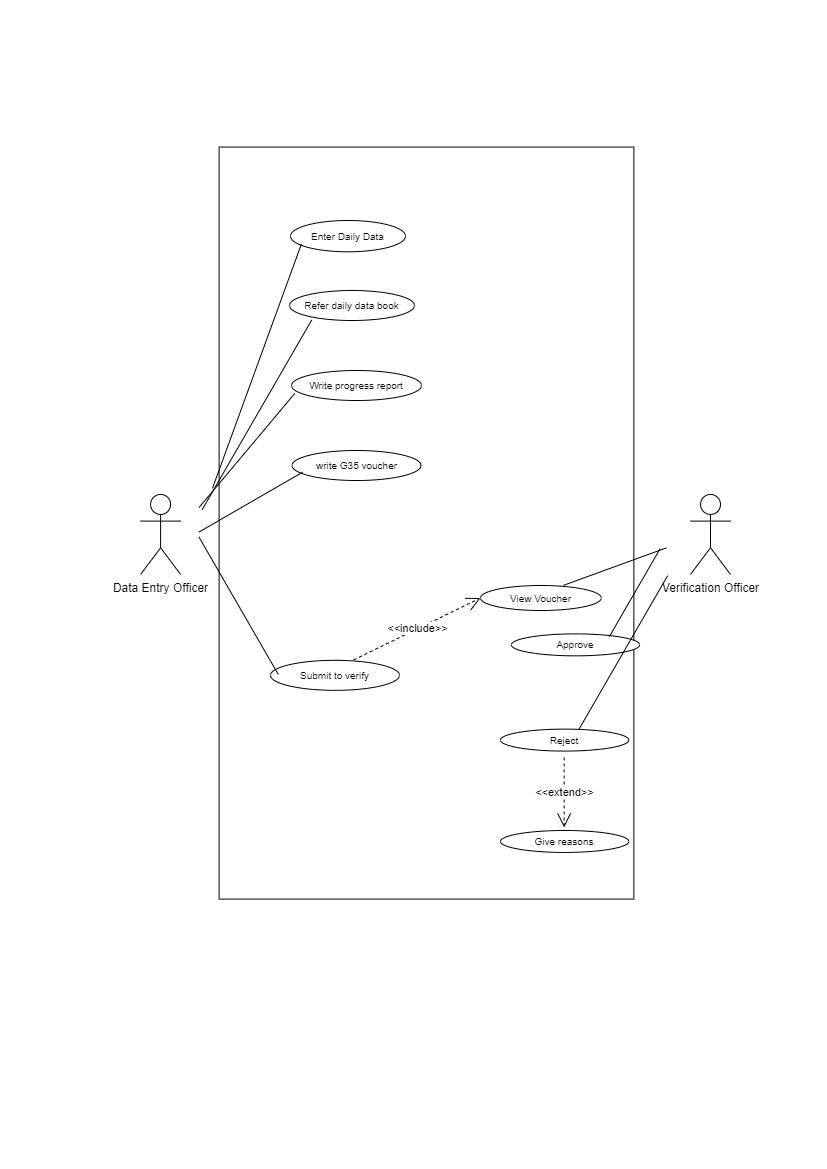 Enter Daily Data
Refer daily data book
Write progress report
write G35 voucher
Data Entry Officer
Verification Officer
View Voucher
<<include>>
Approve
Submit to verify
Reject
<<extend>>
Give reasons